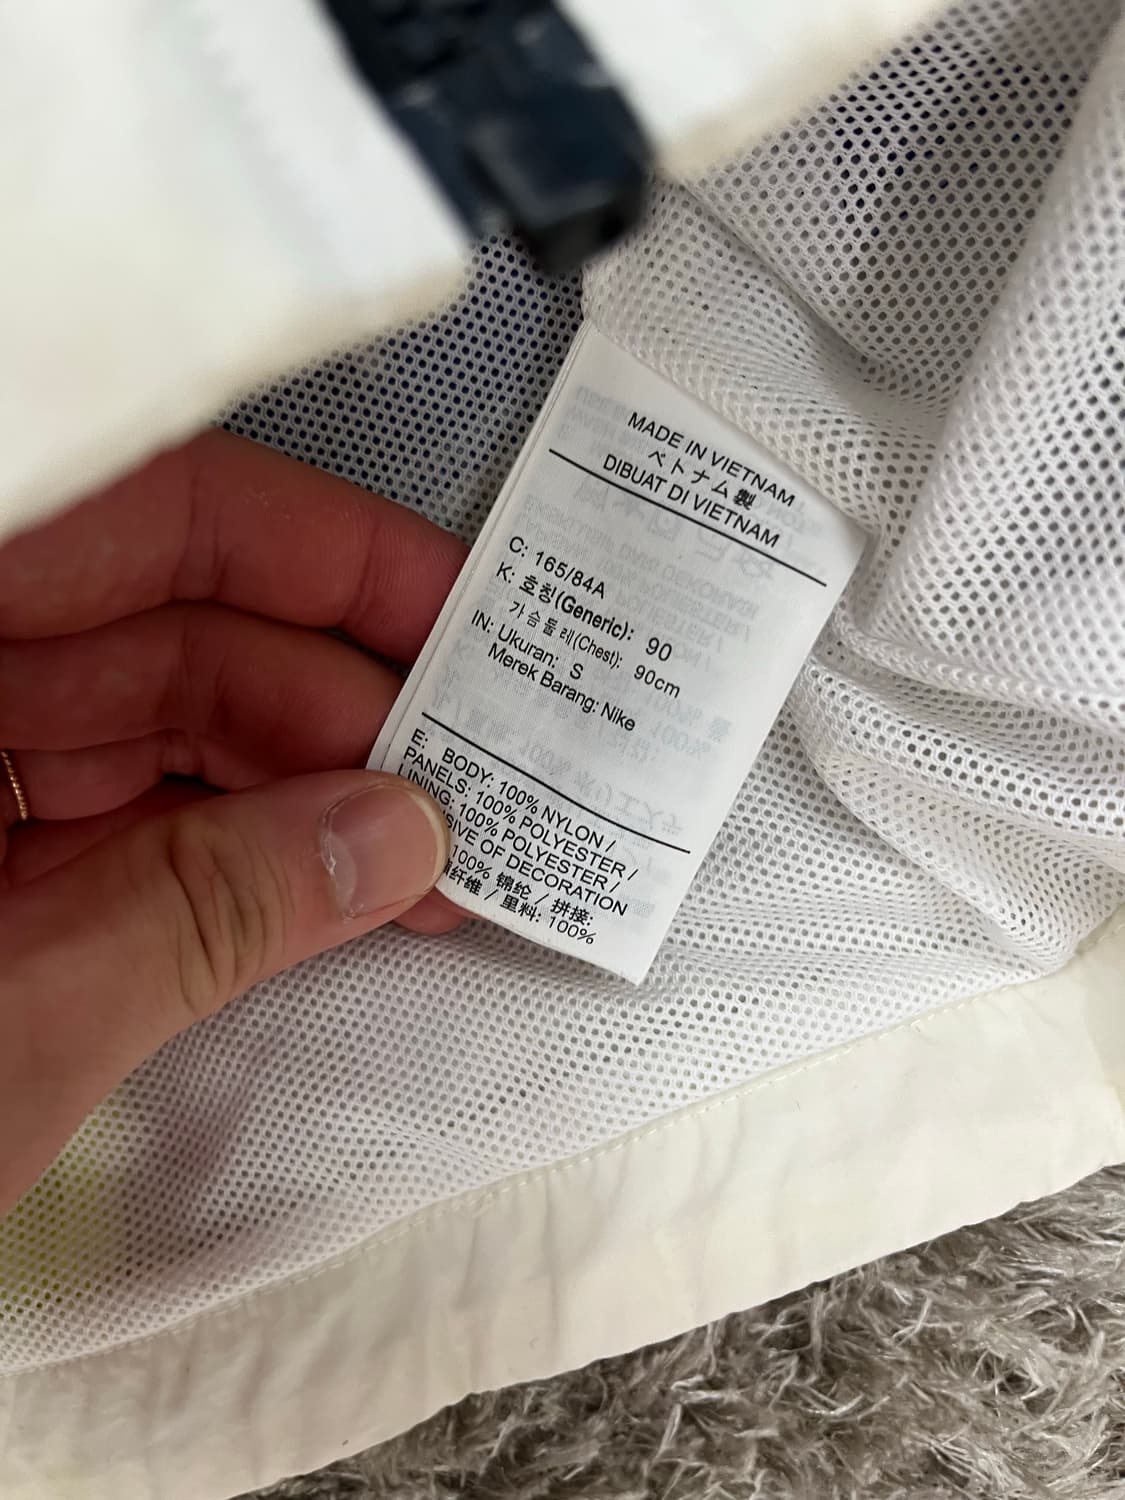 MADE IN VIETNAM
ベトナム製
DIBUAT DI VIETNAM
C: 165/84A
K: 호칭(Generic): 90
가슴둘레(Chest): 90cm
IN: Ukuran: S
Merek Barang: Nike
E: BODY: 100% NYLON /
PANELS: 100% POLYESTER /
LINING: 100% POLYESTER /
OF DECORATION
100% 锦纶 / 拼接:
纤维 / 里料: 100%